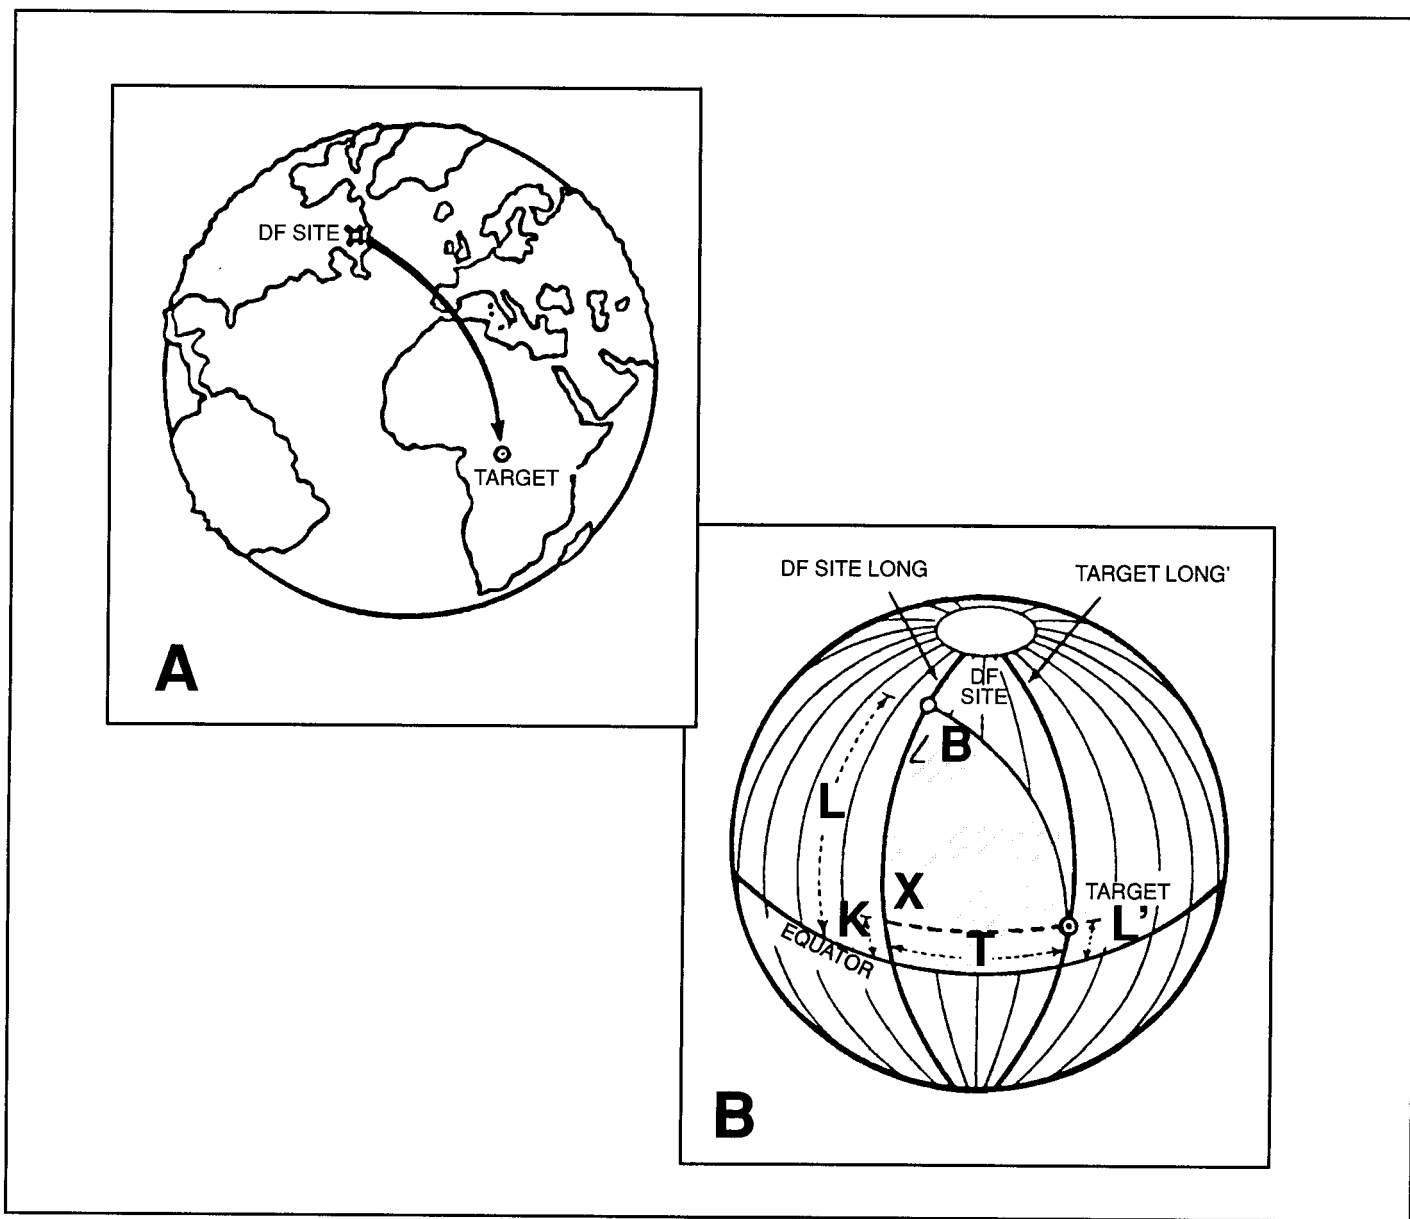 DF SITE
TARGET
A
DF SITE LONG
TARGET LONG'
DF
SITE
∠ B
L
X
TARGET
K
L'
T
EQUATOR
B